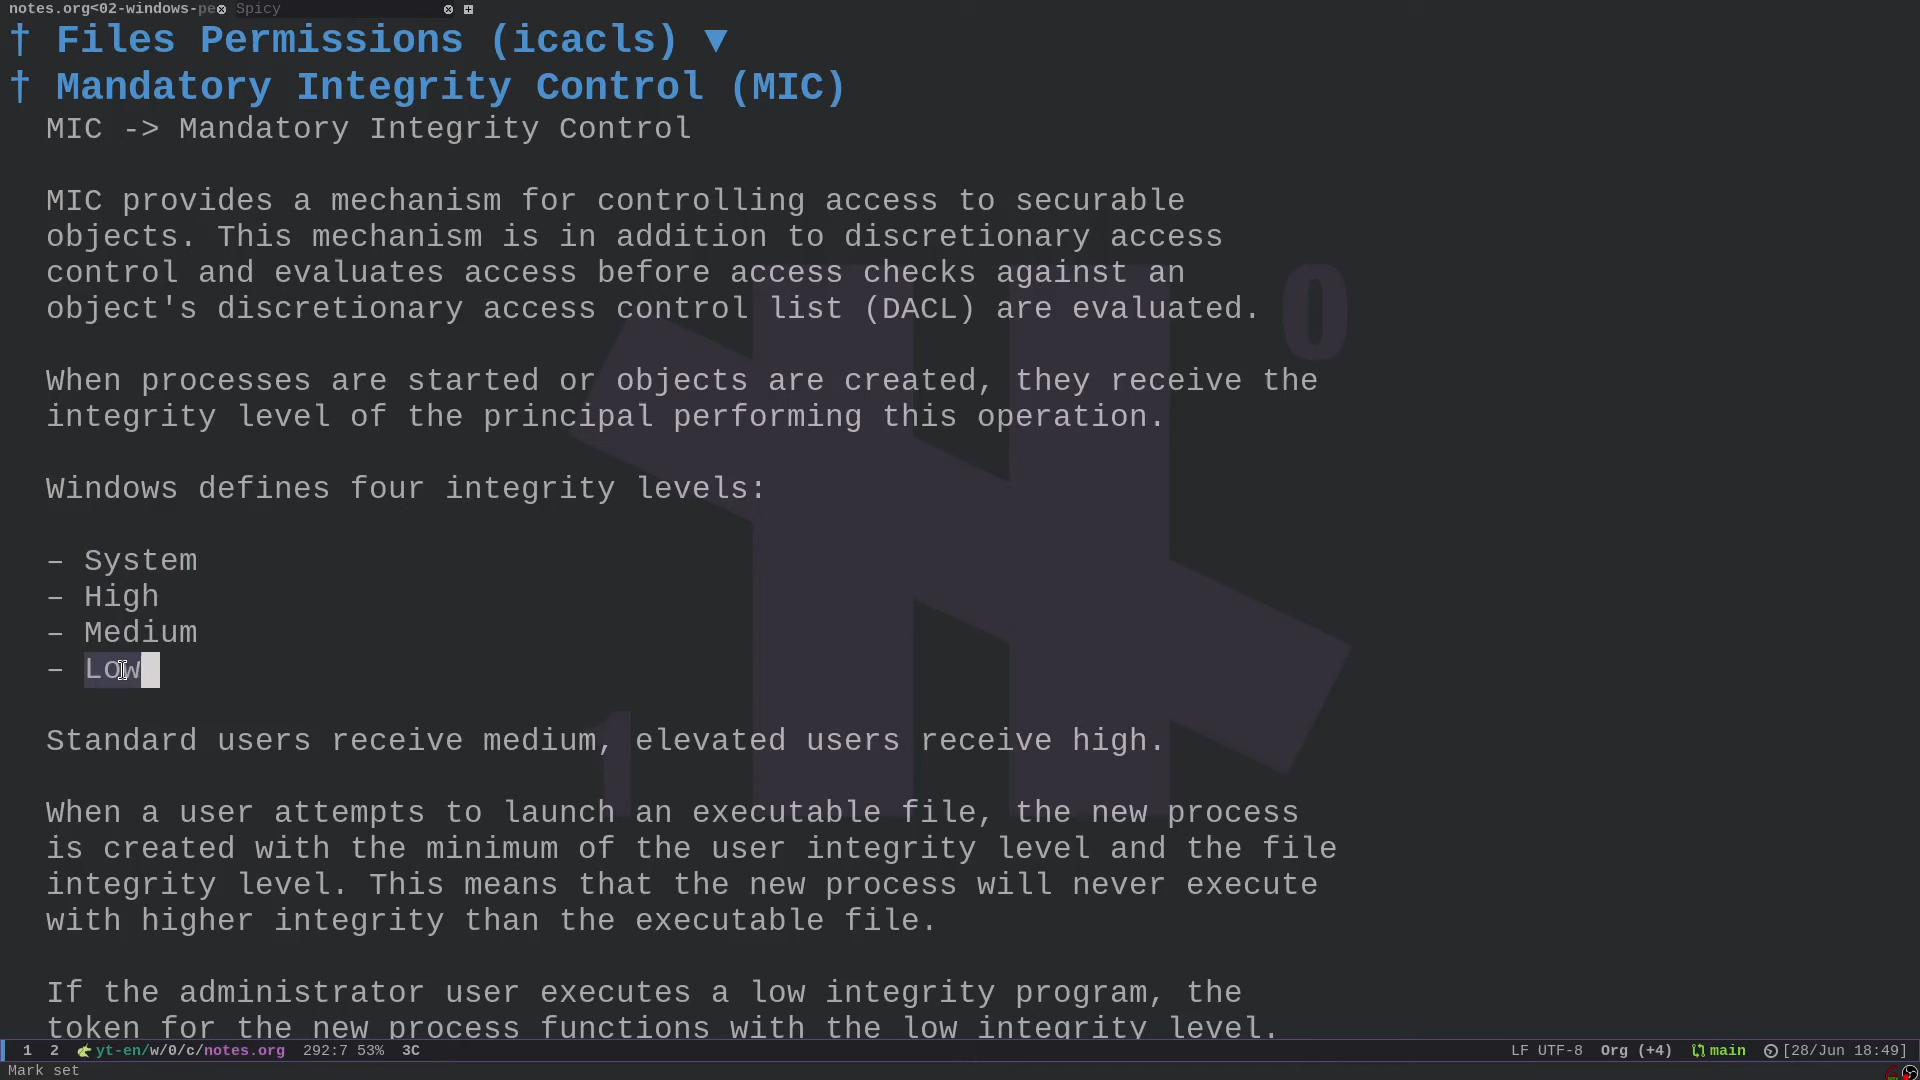 notes.org<02-windows-pe Spicy
† Files Permissions (icacls) ▼
† Mandatory Integrity Control (MIC)
MIC -> Mandatory Integrity Control
MIC provides a mechanism for controlling access to securable
objects. This mechanism is in addition to discretionary access
control and evaluates access before access checks against an
object's discretionary access control list (DACL) are evaluated.
When processes are started or objects are created, they receive the
integrity level of the principal performing this operation.
Windows defines four integrity levels:
– System
– High
– Medium
– Low
Standard users receive medium, elevated users receive high.
When a user attempts to launch an executable file, the new process
is created with the minimum of the user integrity level and the file
integrity level. This means that the new process will never execute
with higher integrity than the executable file.
If the administrator user executes a low integrity program, the
token for the new process functions with the low integrity level.
1 2 yt-en/w/0/c/notes.org 292:7 53% 3C LF UTF-8 Org (+4) main [28/Jun 18:49]
Mark set
0
1